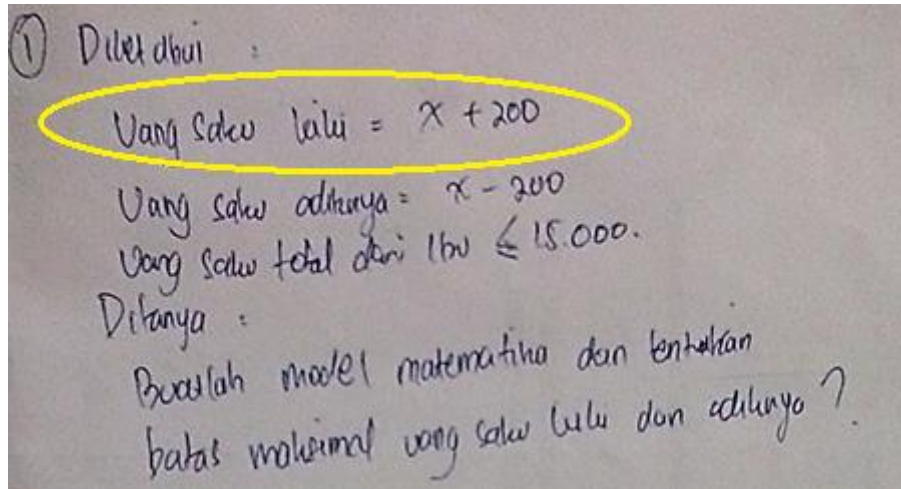 ① Diketahui :
Uang saku lulu = x + 200
Uang saku adiknya = x - 200
Uang saku total dari Ibu ≤ 15.000.
Ditanya :
Buatlah model matematika dan tentukan
batas maksimal uang saku lulu dan adiknya ?